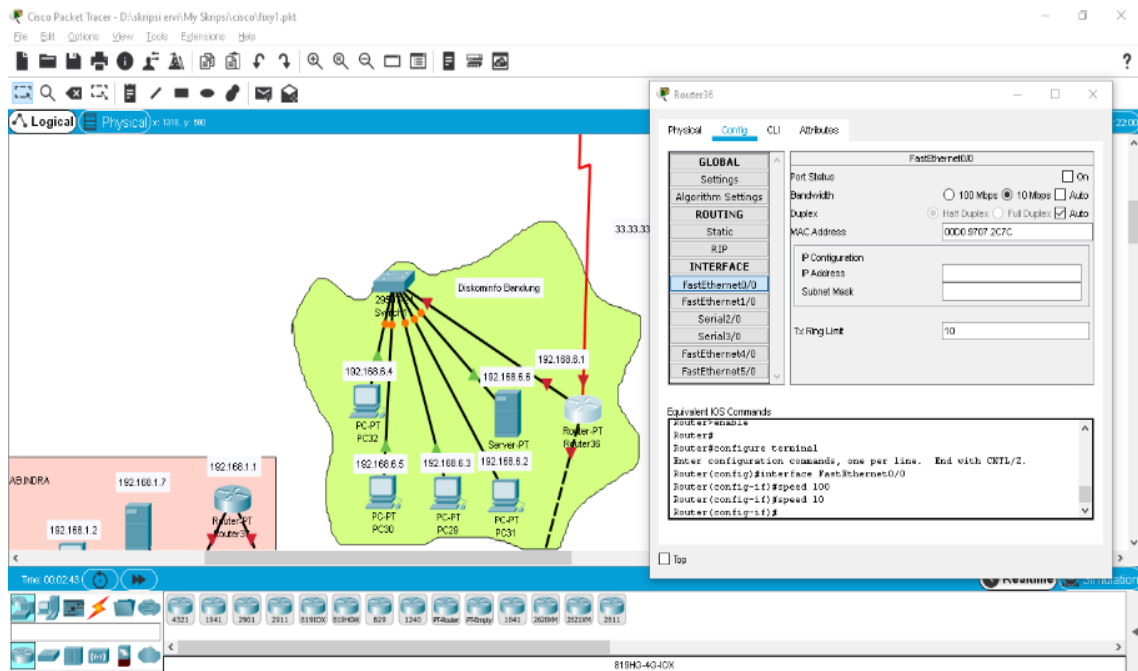 Cisco Packet Tracer - D:\skripsi ervi\My Skripsi\cisco\fixy1.pkt
File Edit Options View Tools Extensions Help
?
Logical Physical x: 1318, y: 580
22:00
Router36
Physical Config CLI Attributes
GLOBAL
Settings
Algorithm Settings
ROUTING
Static
RIP
INTERFACE
FastEthernet0/0
FastEthernet1/0
Serial2/0
Serial3/0
FastEthernet4/0
FastEthernet5/0
FastEthernet0/0
Port Status On
Bandwidth 100 Mbps 10 Mbps Auto
Duplex Half Duplex Full Duplex Auto
MAC Address 00D0.9707.2C7C
IP Configuration
IP Address
Subnet Mask
Tx Ring Limit 10
Equivalent IOS Commands
Router>enable
Router#
Router#configure terminal
Enter configuration commands, one per line. End with CNTL/Z.
Router(config)#interface FastEthernet0/0
Router(config-if)#speed 100
Router(config-if)#speed 10
Router(config-if)#
Top
33.33.33
Diskominfo Bandung
192.168.6.1
192.168.6.4
192.168.6.6
PC-PT
PC32
Server-PT
Router-PT
Router36
192.168.6.5
192.168.6.3
192.168.6.2
PC-PT
PC30
PC-PT
PC29
PC-PT
PC31
192.168.1.1
192.168.1.7
Router-PT
192.168.1.2
Time: 00:02:43
Realtime Simulation
4321 1941 2901 2911 819IOX 819HGW 829 1240 PT-Router PT-Empty 1841 2620XM 2621XM 2811
819HG-4G-IOX